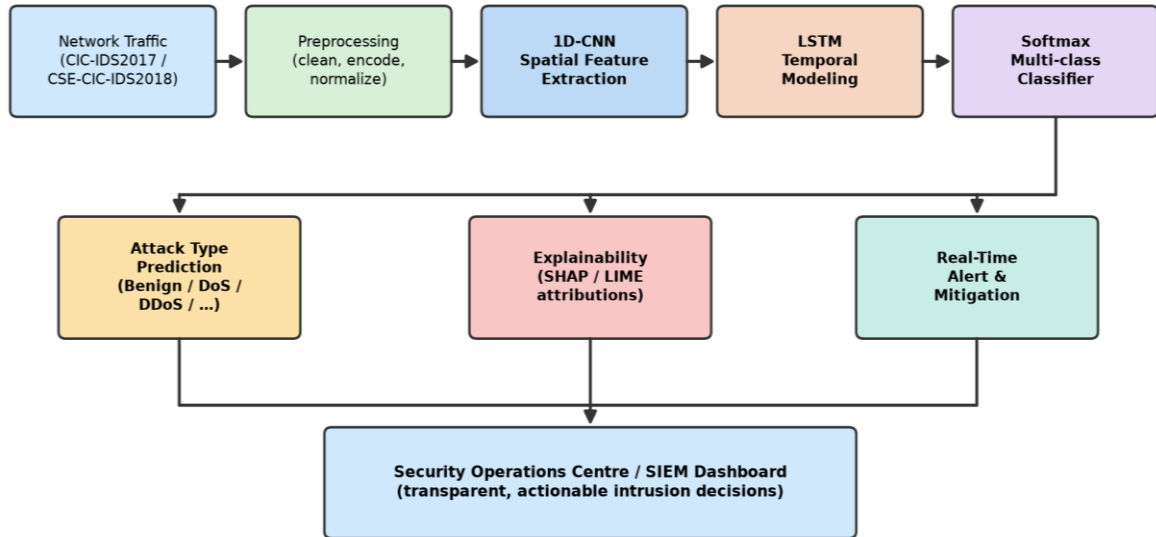 Network Traffic
(CIC-IDS2017 /
CSE-CIC-IDS2018)
Preprocessing
(clean, encode,
normalize)
1D-CNN
Spatial Feature
Extraction
LSTM
Temporal
Modeling
Softmax
Multi-class
Classifier
Attack Type
Prediction
(Benign / DoS /
DDoS / ...)
Explainability
(SHAP / LIME
attributions)
Real-Time
Alert &
Mitigation
Security Operations Centre / SIEM Dashboard
(transparent, actionable intrusion decisions)